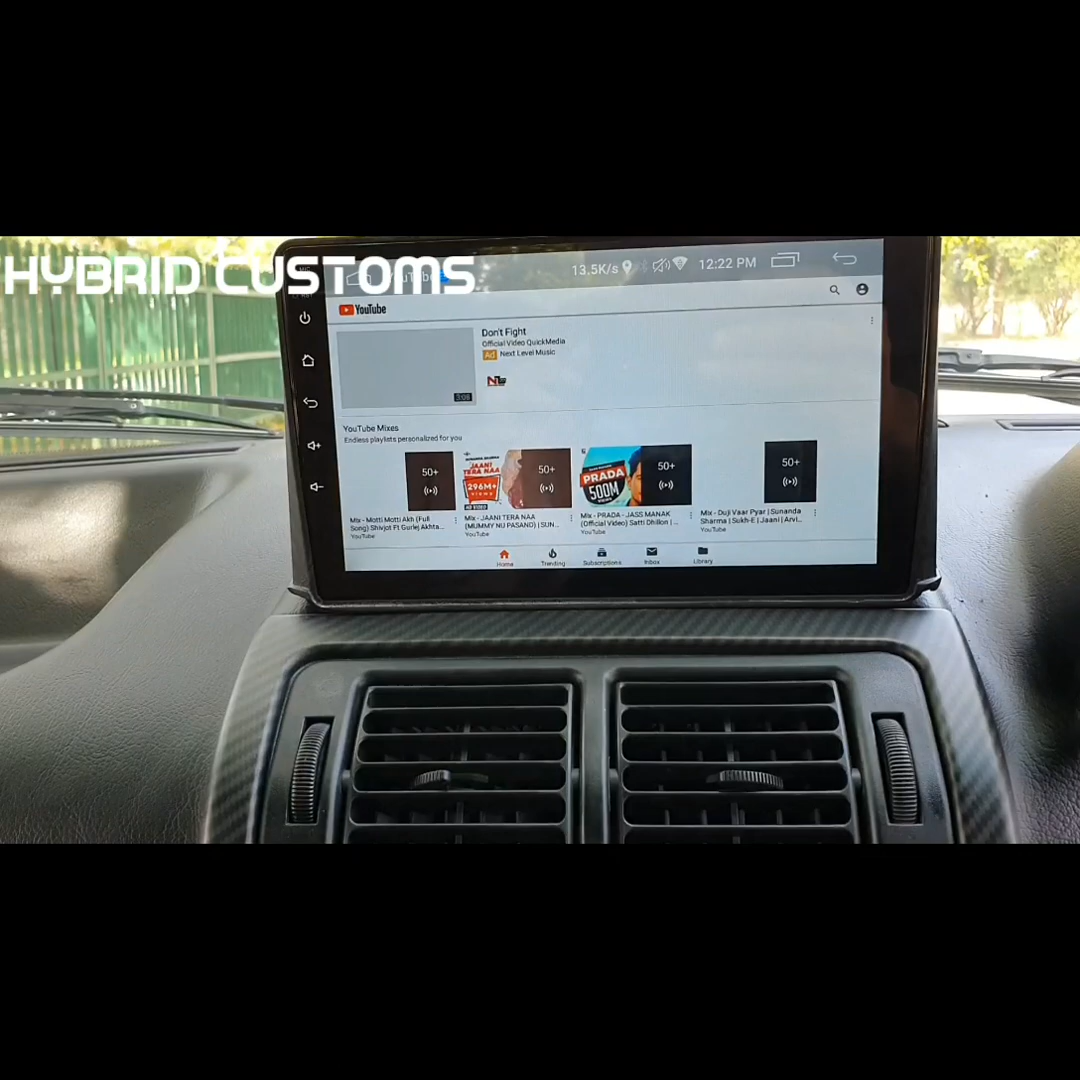 HYBRID CUSTOMS
13.5K/s
12:22 PM
YouTube
Don't Fight
Official Video QuickMedia
Ad Next Level Music
3:06
YouTube Mixes
Endless playlists personalized for you
50+
JAANI
TERA NAA
296M+
VIEWS
50+
PRADA
500M
50+
50+
Mix - Motti Motti Akh (Full
Song) Shivjot Ft Gurlej Akhta...
YouTube
Mix - JAANI TERA NAA
(MUMMY NU PASAND) | SUN...
YouTube
Mix - PRADA - JASS MANAK
(Official Video) Satti Dhillon | ...
YouTube
Mix - Duji Vaar Pyar | Sunanda
Sharma | Sukh-E | Jaani | Arvi...
YouTube
Home
Trending
Subscriptions
Inbox
Library